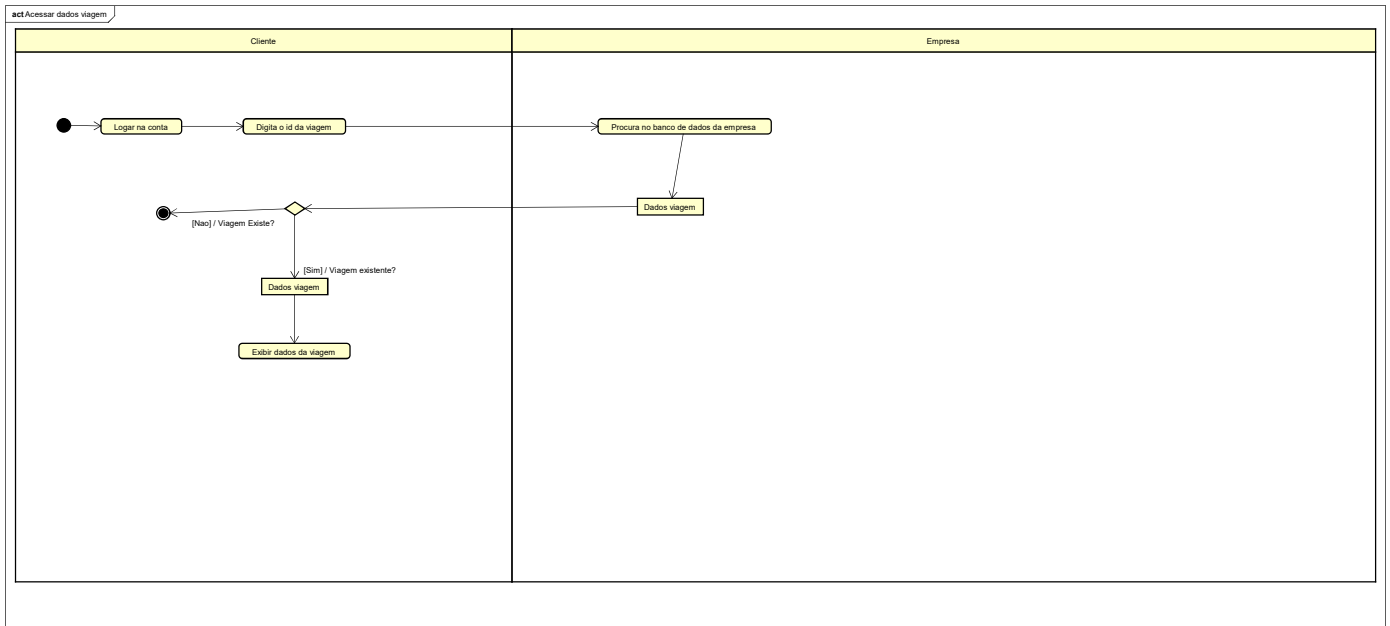 act Acessar dados viagem
Cliente
Empresa
Logar na conta
Digita o id da viagem
Procura no banco de dados da empresa
Dados viagem
[Nao] / Viagem Existe?
[Sim] / Viagem existente?
Dados viagem
Exibir dados da viagem